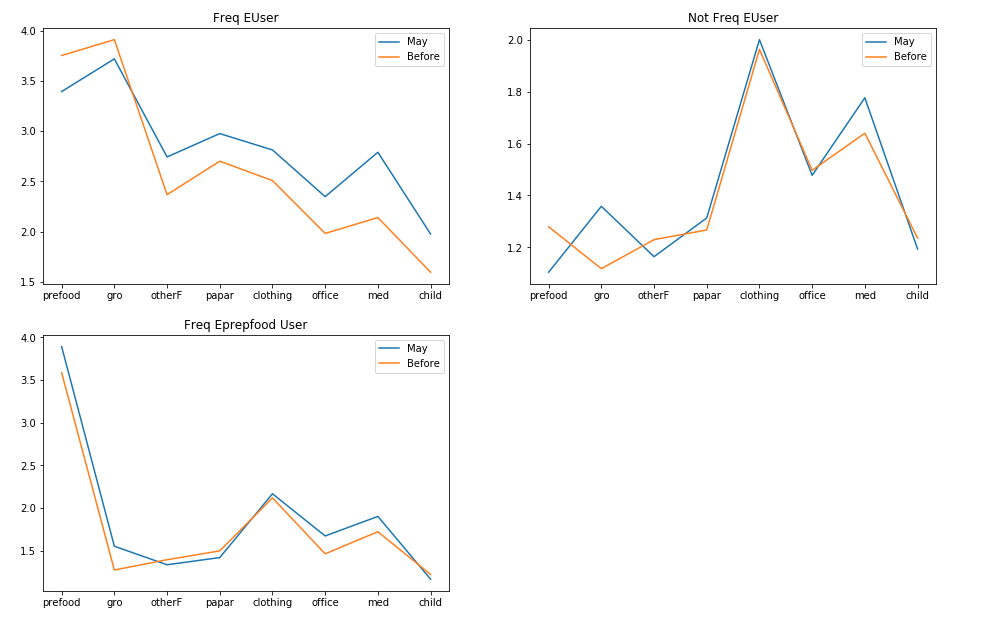 Freq EUser
May
Before
4.0
3.5
3.0
2.5
2.0
1.5
prefood gro otherF papar clothing office med child
Not Freq EUser
May
Before
2.0
1.8
1.6
1.4
1.2
prefood gro otherF papar clothing office med child
Freq Eprepfood User
May
Before
4.0
3.5
3.0
2.5
2.0
1.5
prefood gro otherF papar clothing office med child